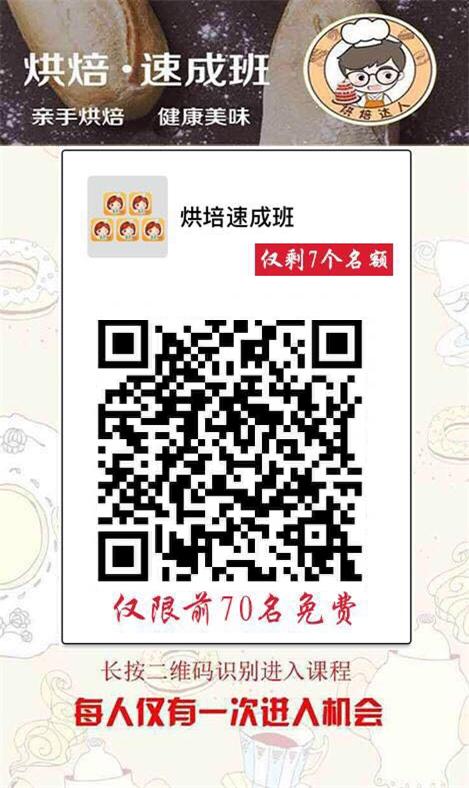 烘焙·速成班
亲手烘焙 健康美味
烘焙达人
烘培速成班
仅剩7个名额
仅限前70名免费
长按二维码识别进入课程
每人仅有一次进入机会